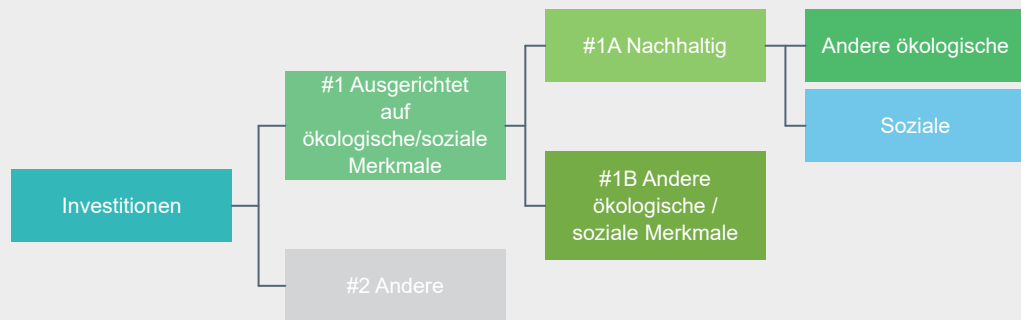 Investitionen
#1 Ausgerichtet
auf
ökologische/soziale
Merkmale
#2 Andere
#1A Nachhaltig
#1B Andere
ökologische /
soziale Merkmale
Andere ökologische
Soziale